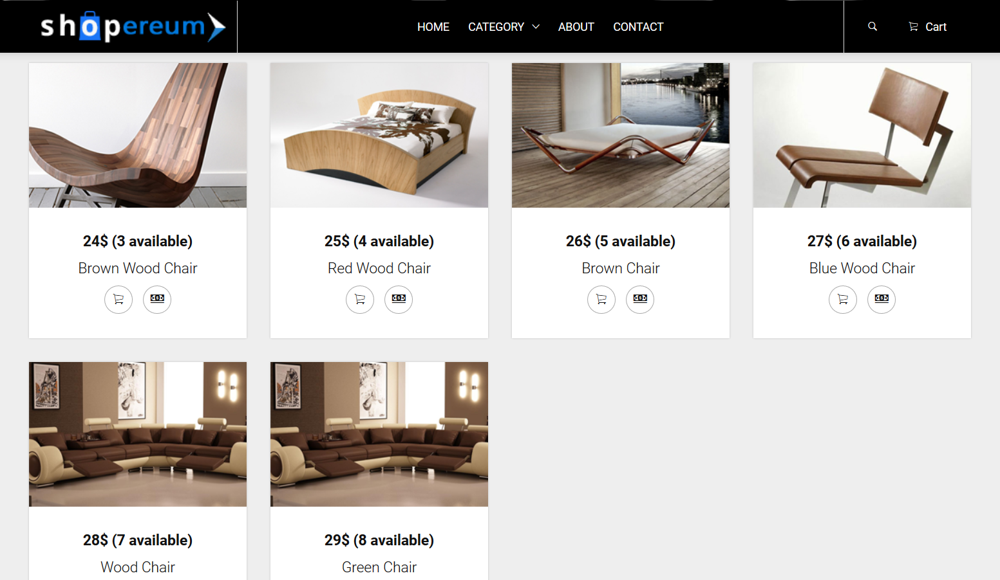 shopereum
HOME
CATEGORY
ABOUT
CONTACT
Cart
24$ (3 available)
Brown Wood Chair
25$ (4 available)
Red Wood Chair
26$ (5 available)
Brown Chair
27$ (6 available)
Blue Wood Chair
28$ (7 available)
Wood Chair
29$ (8 available)
Green Chair